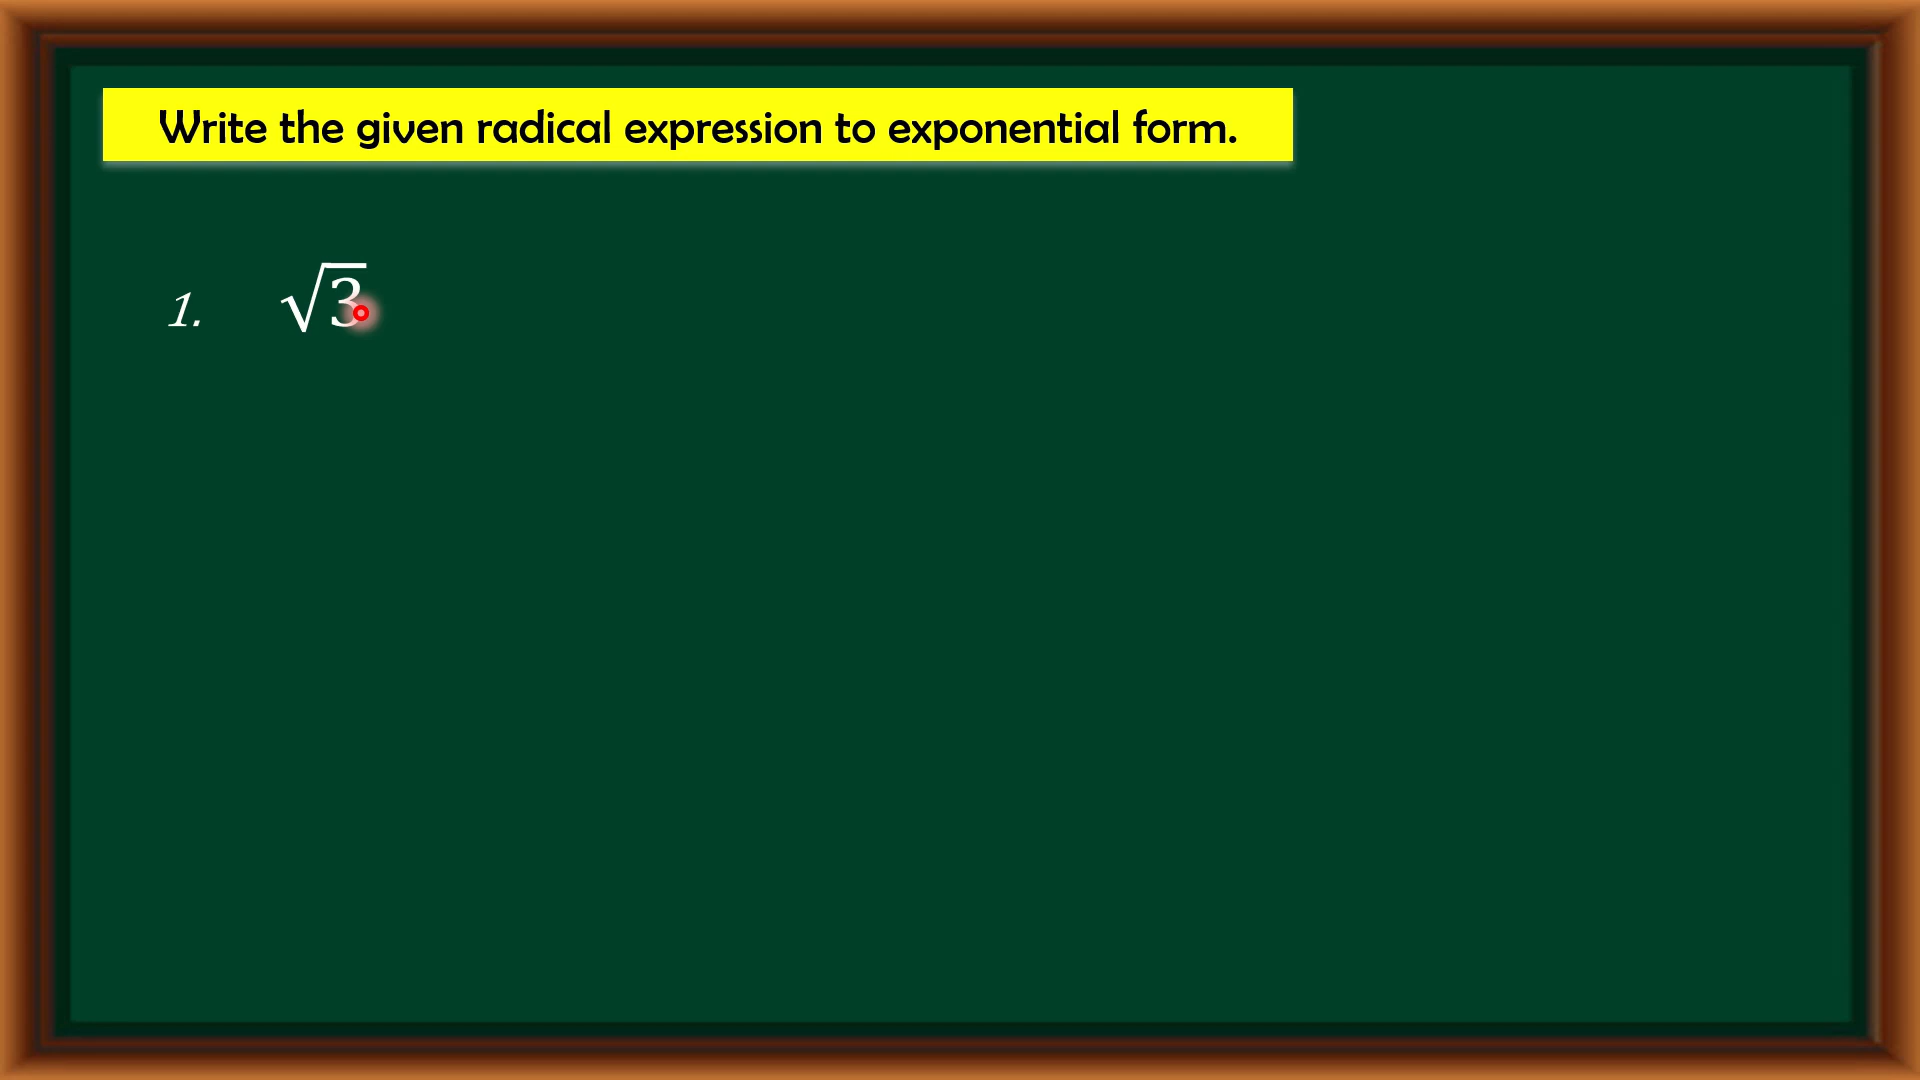 Write the given radical expression to exponential form.
1. √3